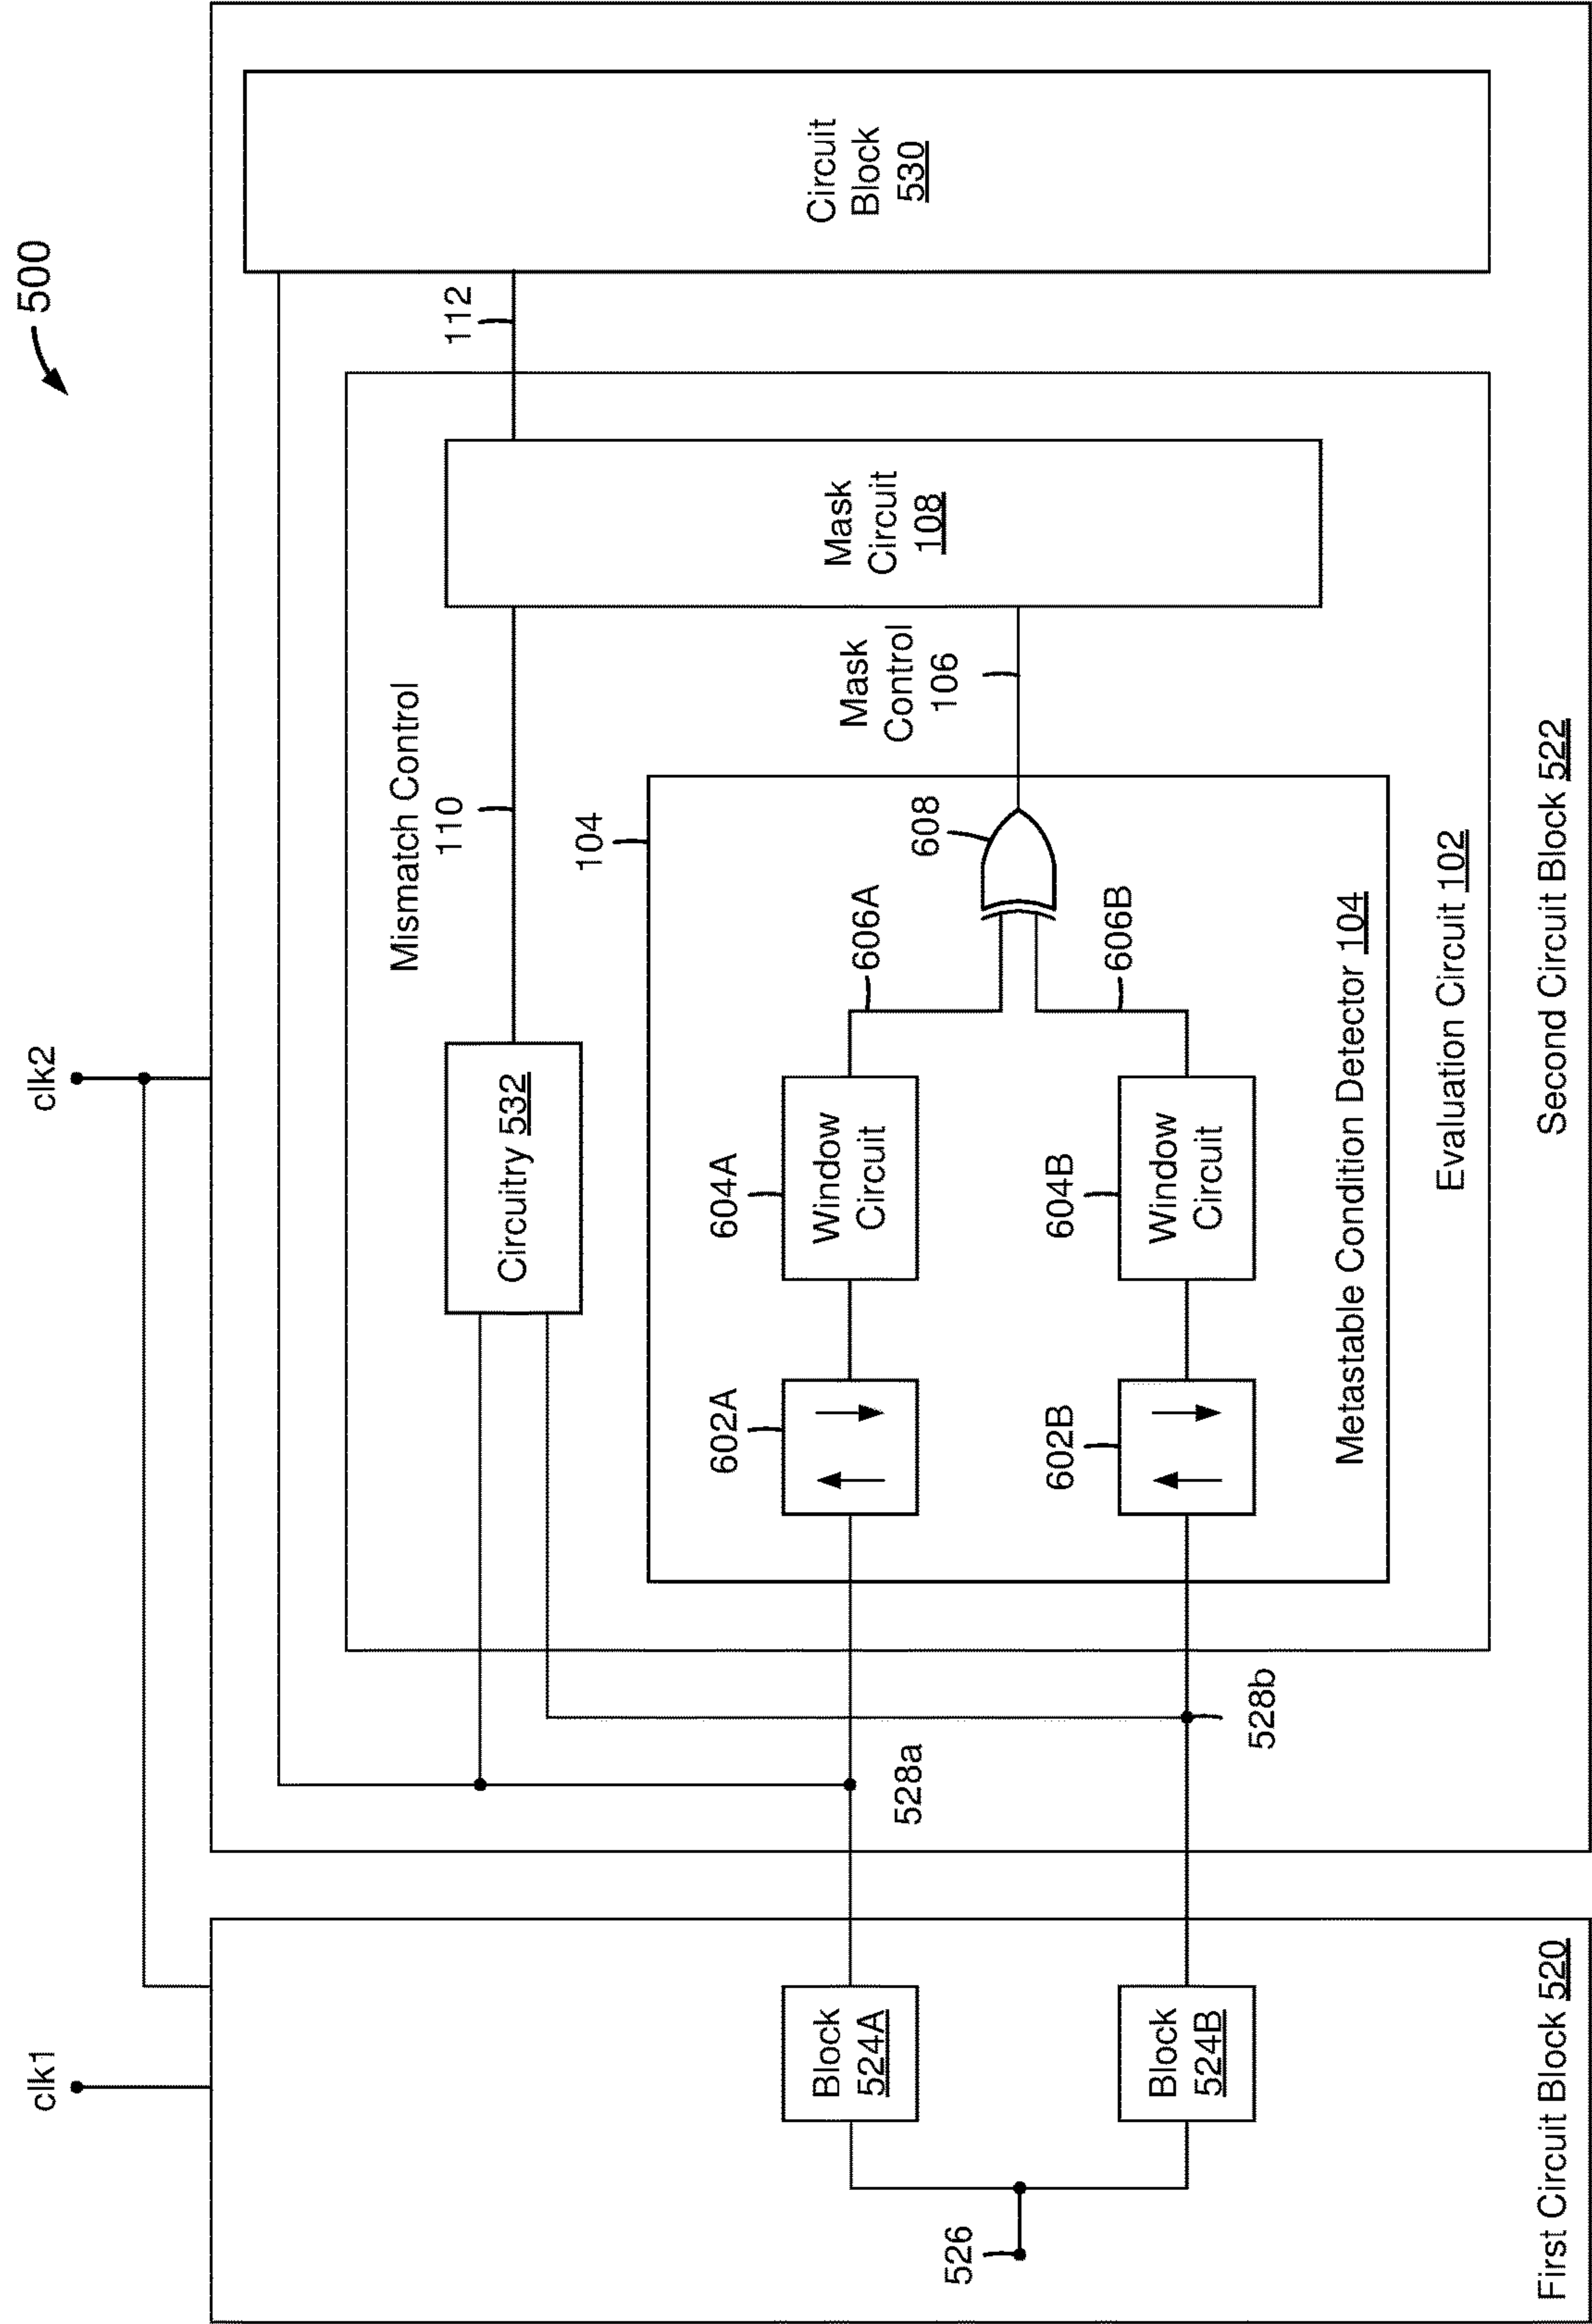 500
clk1
clk2
Mismatch Control
110
112
Circuitry 532
104
602A
604A
606A
Window
Circuit
608
Mask
Control
106
Mask
Circuit
108
Circuit
Block
530
Block
524A
528a
526
602B
604B
606B
Window
Circuit
Block
524B
528b
Metastable Condition Detector 104
Evaluation Circuit 102
First Circuit Block 520
Second Circuit Block 522